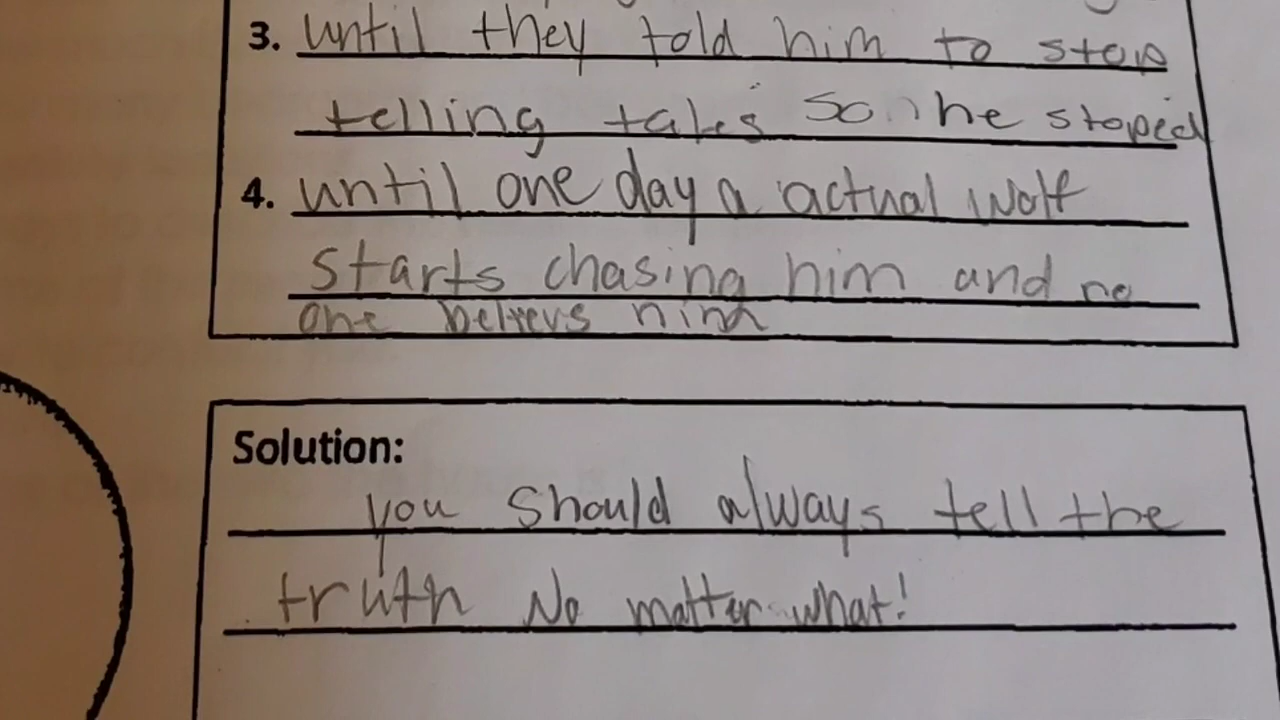 3. until they told him to stop
telling tales so he stoped
4. until one day a actual wolf
starts chasing him and no
one believs him
Solution:
you should always tell the
truth No matter what!